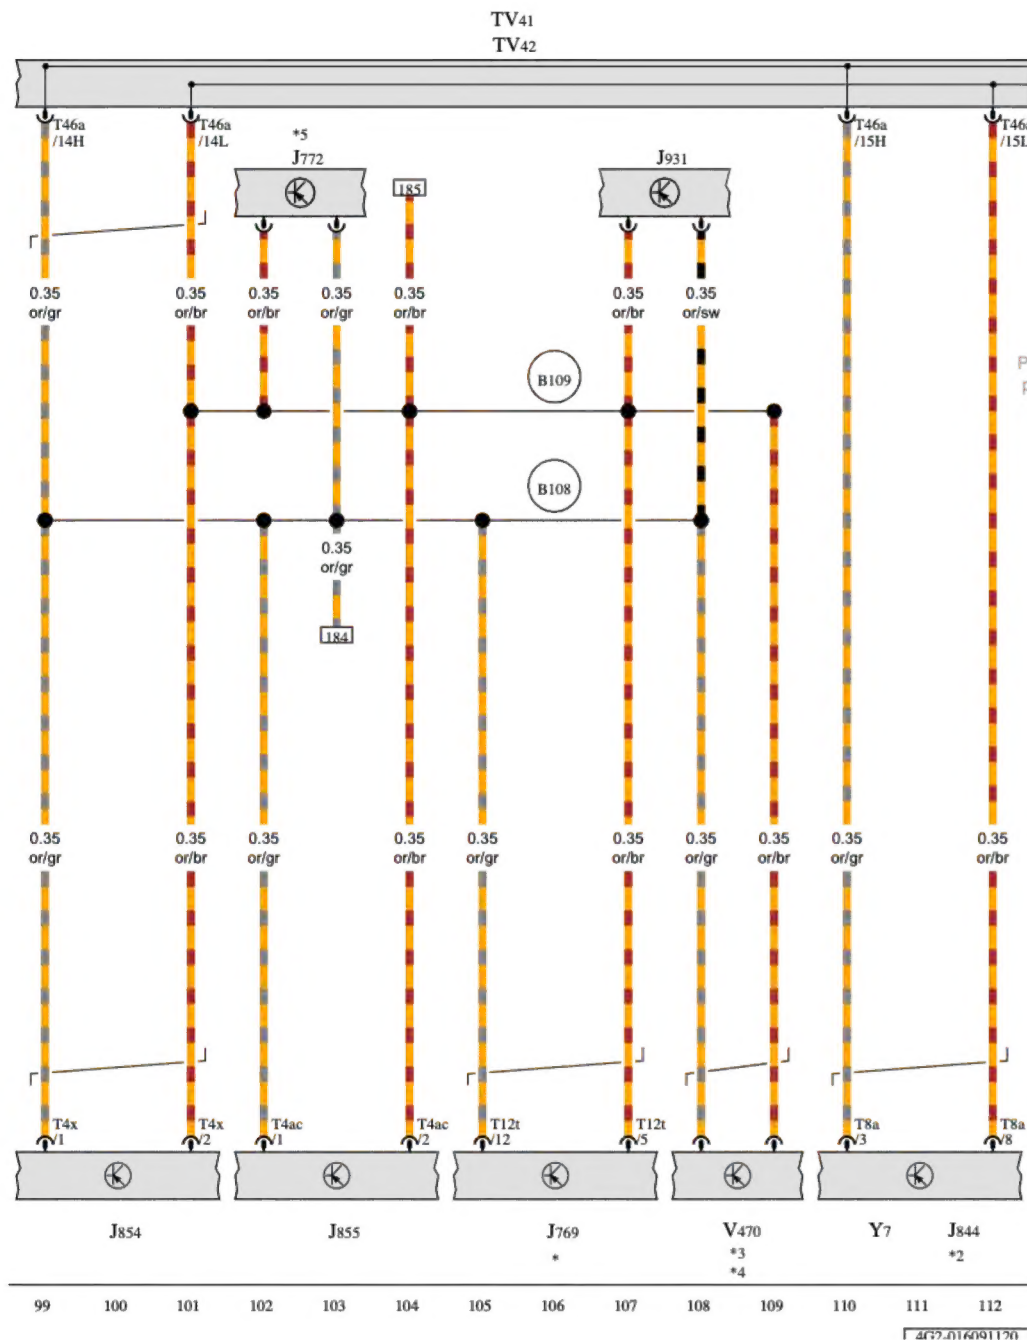 TV41
TV42
T46a
/14H
T46a
/14L
*5
J772
185
J931
T46a
/15H
T46a
/15L
0.35
or/gr
0.35
or/br
0.35
or/br
0.35
or/gr
0.35
or/br
0.35
or/br
0.35
or/sw
B109
B108
0.35
or/gr
184
0.35
or/gr
0.35
or/br
0.35
or/gr
0.35
or/br
0.35
or/gr
0.35
or/br
0.35
or/gr
0.35
or/br
0.35
or/gr
0.35
or/br
T4x
/1
T4x
/2
T4ac
/1
T4ac
/2
T12t
/12
T12t
/5
T8a
/3
T8a
/8
J854
J855
J769
*
V470
*3
*4
Y7
J844
*2
99 100 101 102 103 104 105 106 107 108 109 110 111 112
4G2-016091120